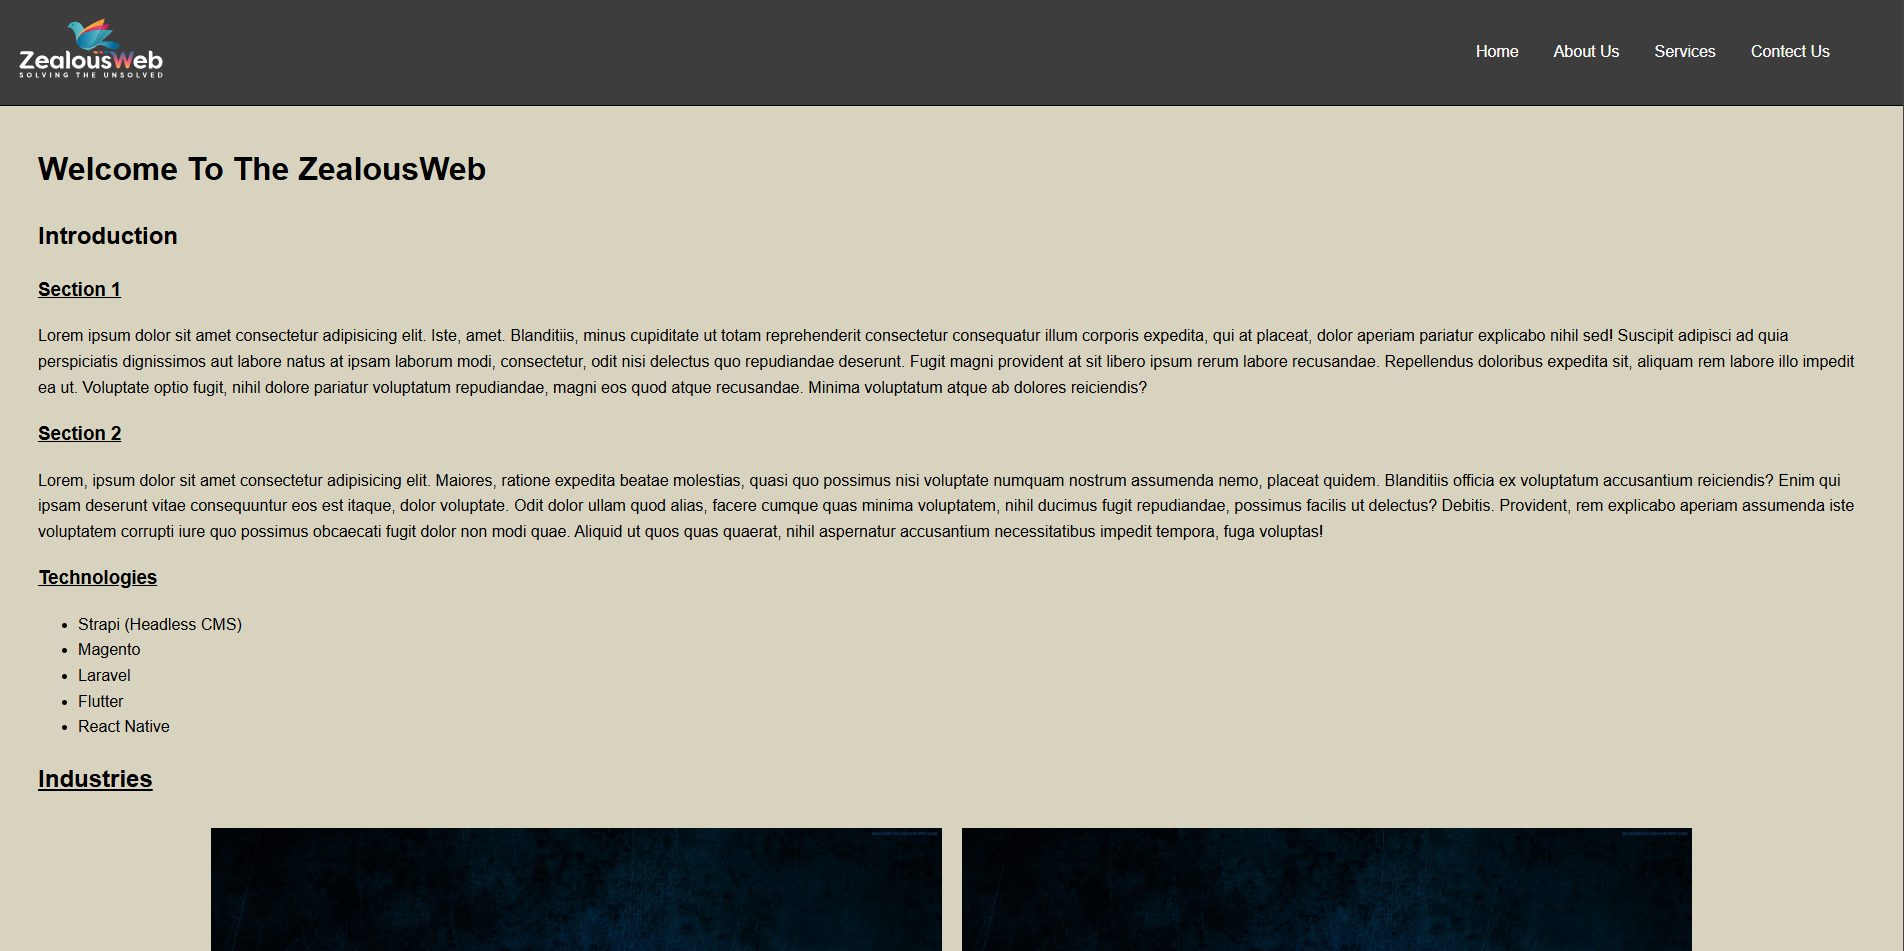 ZealousWeb
SOLVING THE UNSOLVED
Home
About Us
Services
Contect Us
Welcome To The ZealousWeb
Introduction
Section 1
Lorem ipsum dolor sit amet consectetur adipisicing elit. Iste, amet. Blanditiis, minus cupiditate ut totam reprehenderit consectetur consequatur illum corporis expedita, qui at placeat, dolor aperiam pariatur explicabo nihil sed! Suscipit adipisci ad quia
perspiciatis dignissimos aut labore natus at ipsam laborum modi, consectetur, odit nisi delectus quo repudiandae deserunt. Fugit magni provident at sit libero ipsum rerum labore recusandae. Repellendus doloribus expedita sit, aliquam rem labore illo impedit
ea ut. Voluptate optio fugit, nihil dolore pariatur voluptatum repudiandae, magni eos quod atque recusandae. Minima voluptatum atque ab dolores reiciendis?
Section 2
Lorem, ipsum dolor sit amet consectetur adipisicing elit. Maiores, ratione expedita beatae molestias, quasi quo possimus nisi voluptate numquam nostrum assumenda nemo, placeat quidem. Blanditiis officia ex voluptatum accusantium reiciendis? Enim qui
ipsam deserunt vitae consequuntur eos est itaque, dolor voluptate. Odit dolor ullam quod alias, facere cumque quas minima voluptatem, nihil ducimus fugit repudiandae, possimus facilis ut delectus? Debitis. Provident, rem explicabo aperiam assumenda iste
voluptatem corrupti iure quo possimus obcaecati fugit dolor non modi quae. Aliquid ut quos quas quaerat, nihil aspernatur accusantium necessitatibus impedit tempora, fuga voluptas!
Technologies
• Strapi (Headless CMS)
• Magento
• Laravel
• Flutter
• React Native
Industries